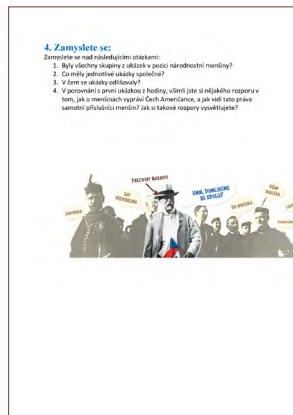 4. Zamyslete se:
Zamyslete se nad následujícími otázkami:
1. Byly všechny skupiny z ukázek v pozici národnostní menšiny?
2. Co měly jednotlivé ukázky společné?
3. V čem se ukázky odlišovaly?
4. V porovnání s první ukázkou z hodiny, všimli jste si nějakého rozporu v
tom, jak o menšinách vypráví Čech Američance, a jak vidí tato práva
samotní příslušníci menšin? Jak si takové rozpory vysvětlujete?
PREZIDENT MASARYK
HMM, DOMLUVÍME
SE SPOLU?